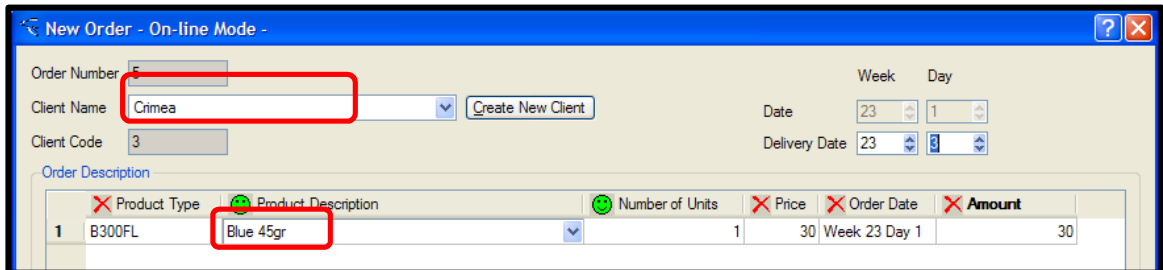 New Order - On-line Mode -
Order Number 5
Week Day
Client Name Crimea Create New Client
Date 23 1
Client Code 3
Delivery Date 23 3
Order Description
Product Type Product Description Number of Units Price Order Date Amount
1 B300FL Blue 45gr 1 30 Week 23 Day 1 30